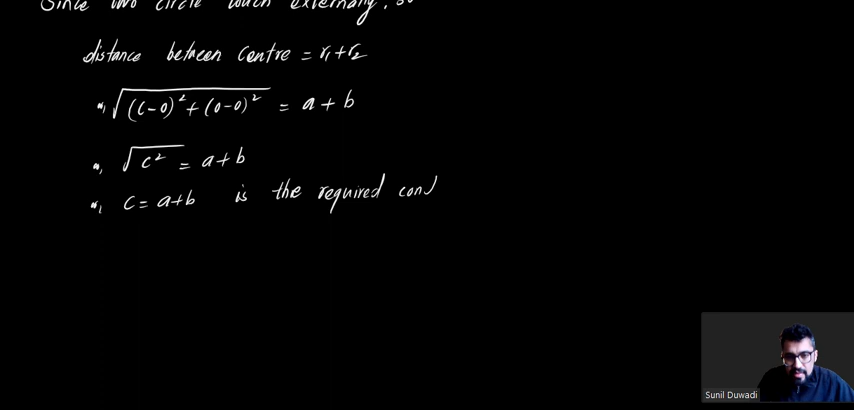 Since two circle touch externally, so
distance between centre = r₁+r₂
or, √((c-0)²+(0-0)²) = a+b
or, √c² = a+b
or, c = a+b is the required con
Sunil Duwadi